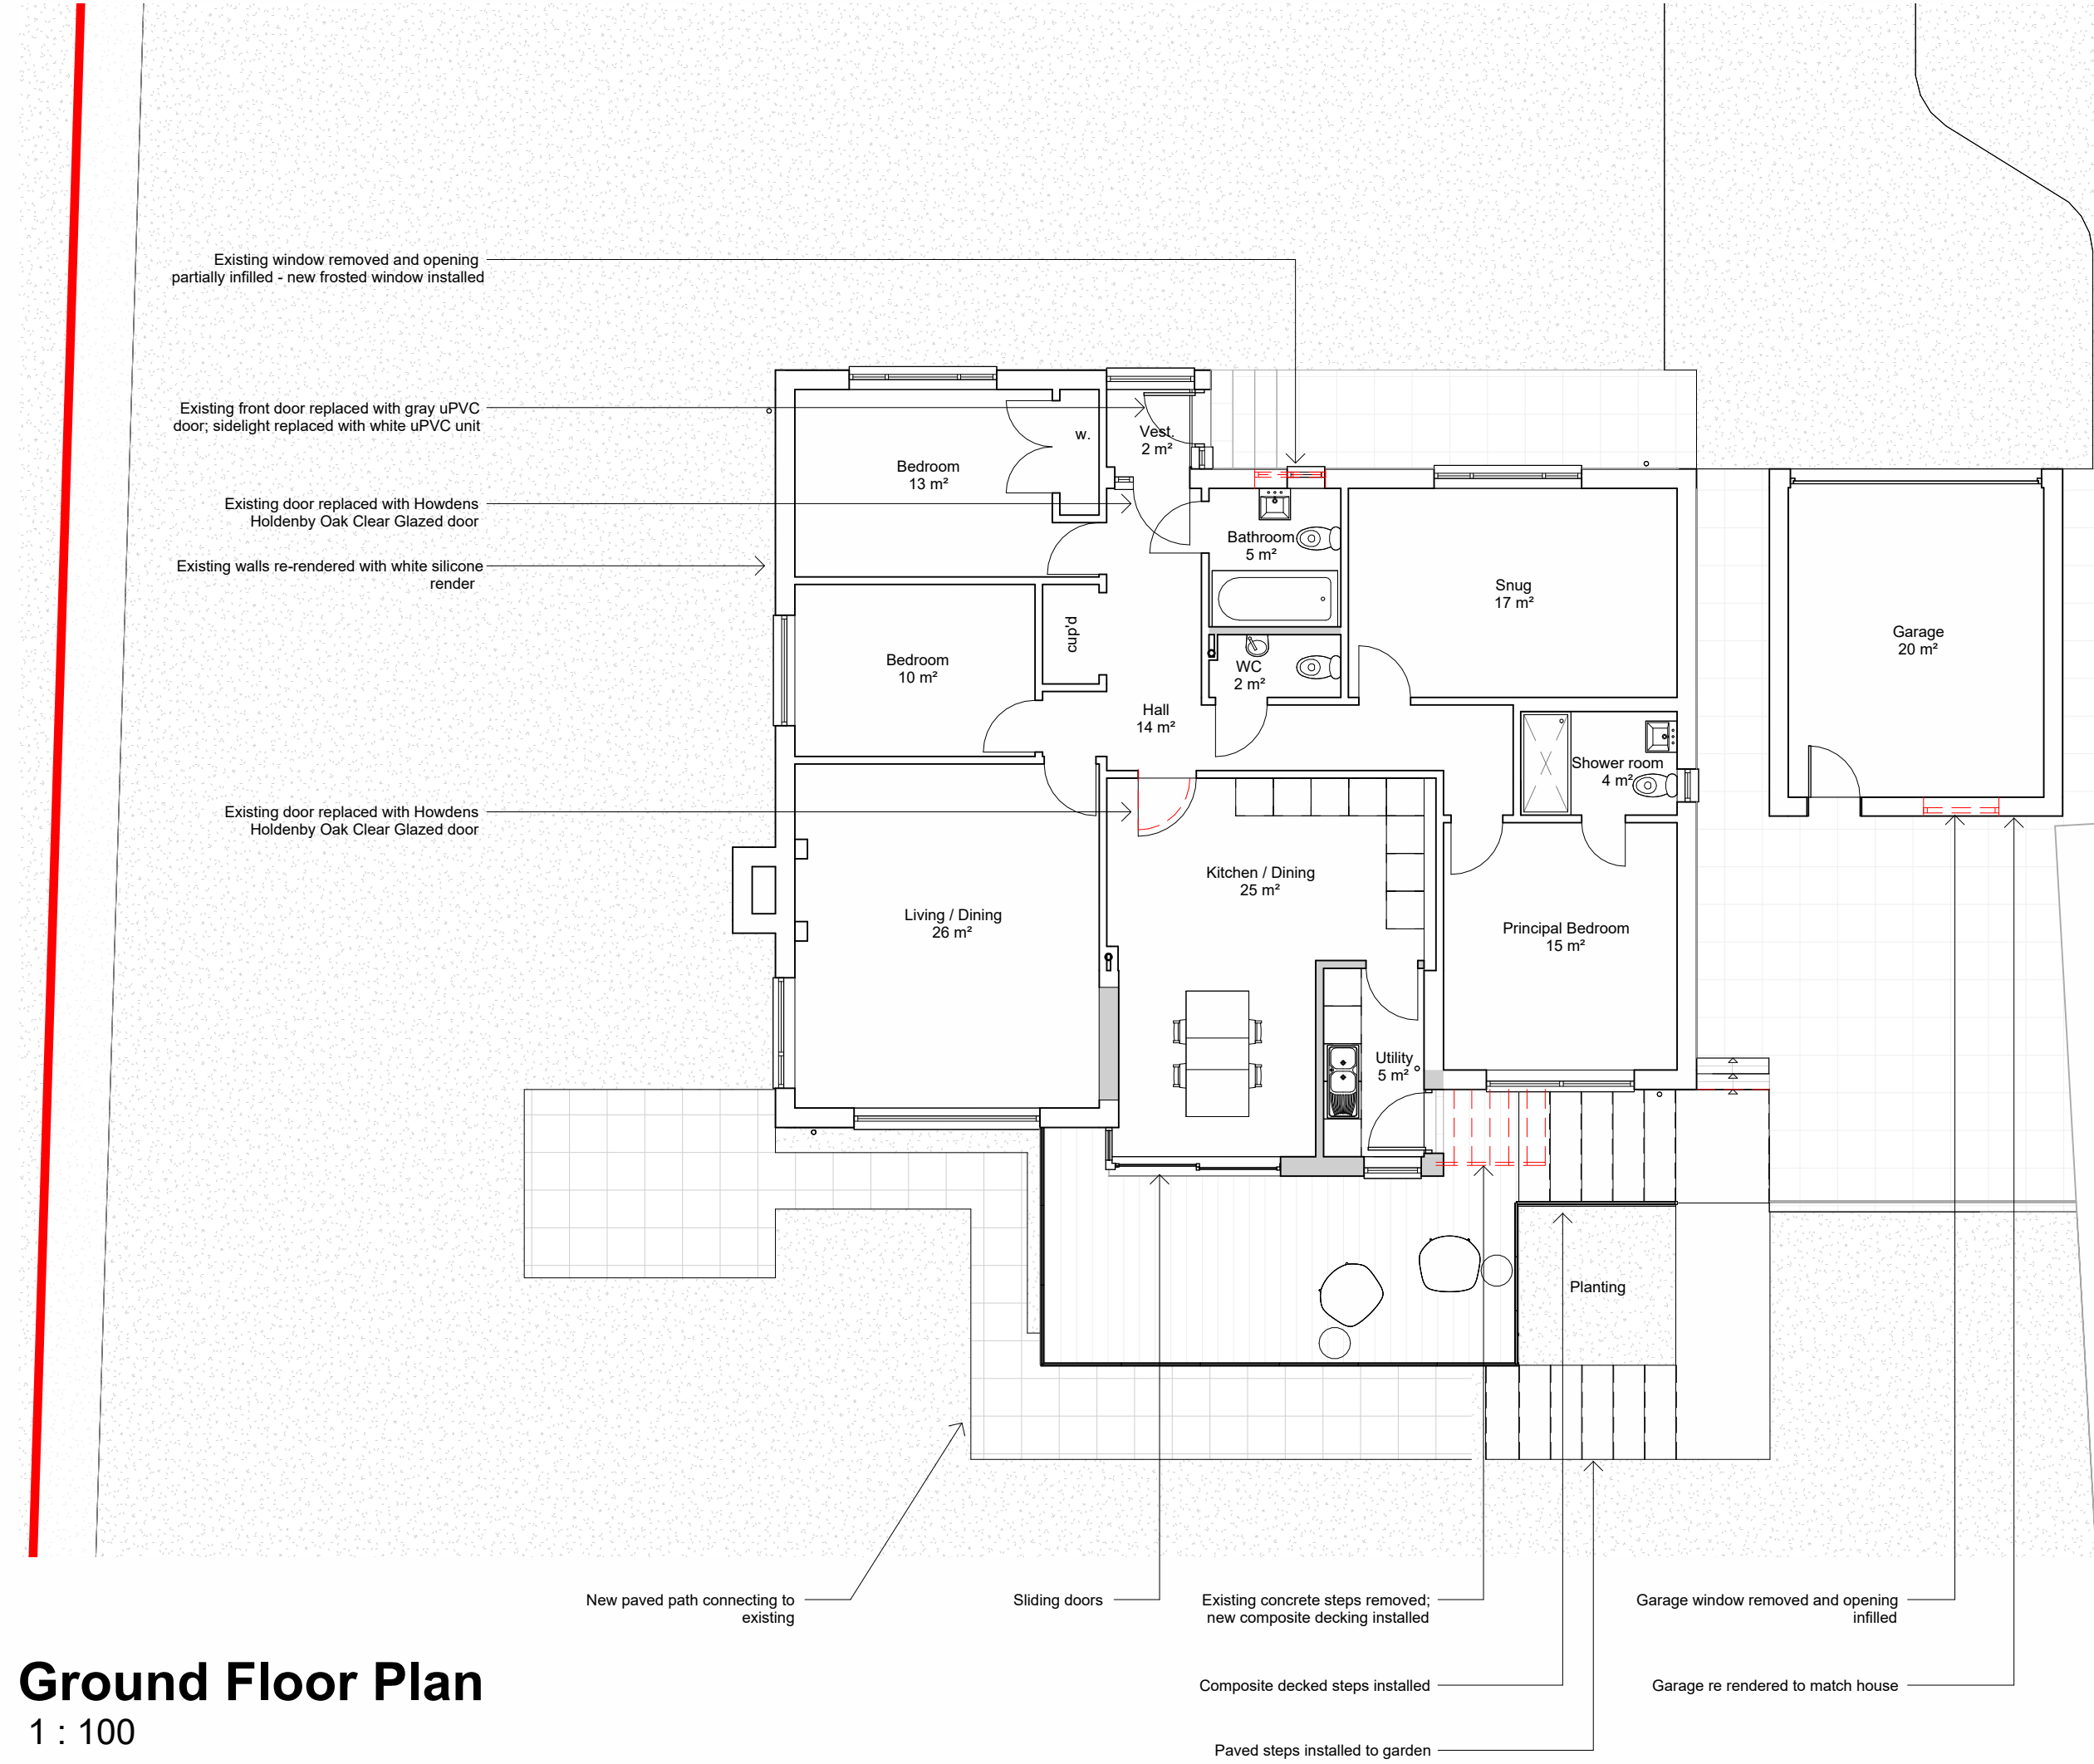 Existing window removed and opening
partially infilled - new frosted window installed
Existing front door replaced with gray uPVC
door; sidelight replaced with white uPVC unit
Existing door replaced with Howdens
Holdenby Oak Clear Glazed door
Existing walls re-rendered with white silicone
render
Existing door replaced with Howdens
Holdenby Oak Clear Glazed door
Bedroom
13 m²
w.
Vest.
2 m²
Bathroom
5 m²
Snug
17 m²
Garage
20 m²
Bedroom
10 m²
cup'd
WC
2 m²
Hall
14 m²
Shower room
4 m²
Living / Dining
26 m²
Kitchen / Dining
25 m²
Principal Bedroom
15 m²
Utility
5 m²
Planting
New paved path connecting to
existing
Sliding doors
Existing concrete steps removed;
new composite decking installed
Garage window removed and opening
infilled
Composite decked steps installed
Garage re rendered to match house
Paved steps installed to garden
Ground Floor Plan
1 : 100